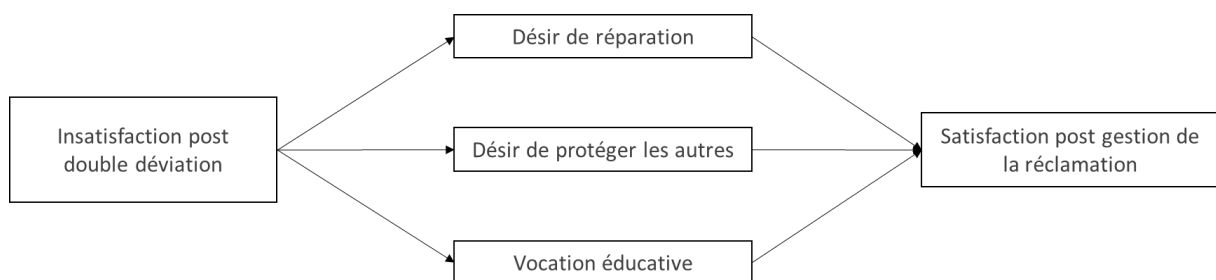 Désir de réparation
Insatisfaction post
double déviation
Désir de protéger les autres
Satisfaction post gestion de
la réclamation
Vocation éducative